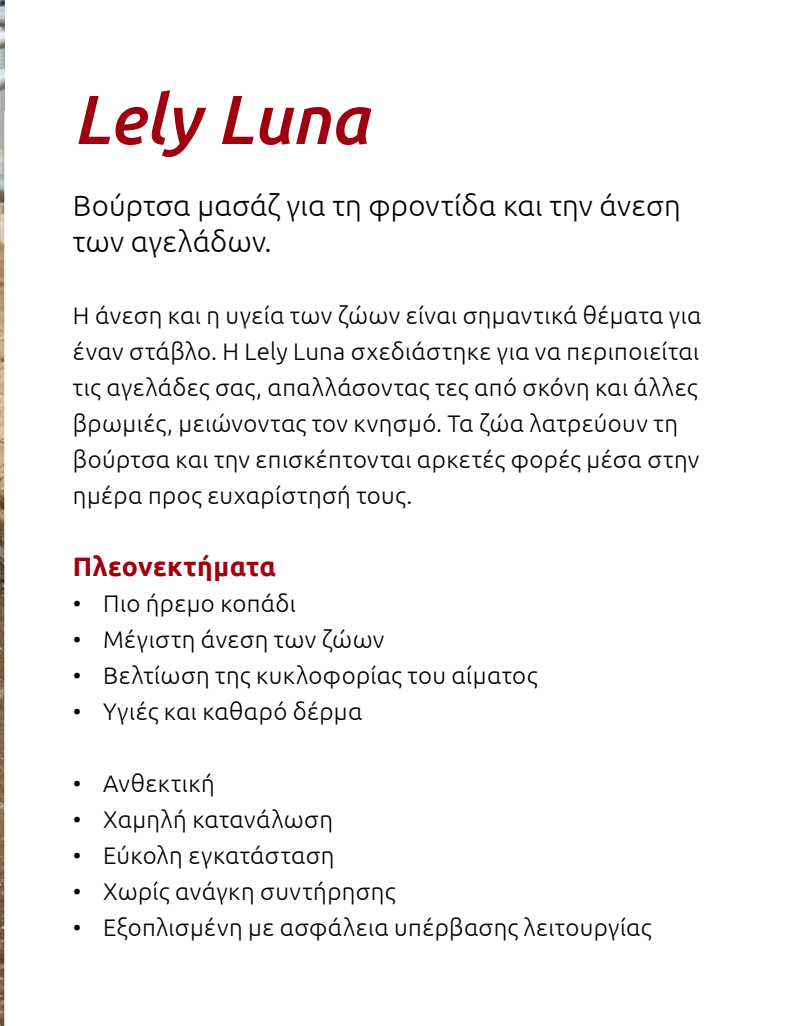 Lely Luna
Βούρτσα μασάζ για τη φροντίδα και την άνεση
των αγελάδων.
Η άνεση και η υγεία των ζώων είναι σημαντικά θέματα για
έναν στάβλο. Η Lely Luna σχεδιάστηκε για να περιποιείται
τις αγελάδες σας, απαλλάσοντας τες από σκόνη και άλλες
βρωμιές, μειώνοντας τον κνησμό. Τα ζώα λατρεύουν τη
βούρτσα και την επισκέπτονται αρκετές φορές μέσα στην
ημέρα προς ευχαρίστησή τους.
Πλεονεκτήματα
• Πιο ήρεμο κοπάδι
• Μέγιστη άνεση των ζώων
• Βελτίωση της κυκλοφορίας του αίματος
• Υγιές και καθαρό δέρμα
• Ανθεκτική
• Χαμηλή κατανάλωση
• Εύκολη εγκατάσταση
• Χωρίς ανάγκη συντήρησης
• Εξοπλισμένη με ασφάλεια υπέρβασης λειτουργίας